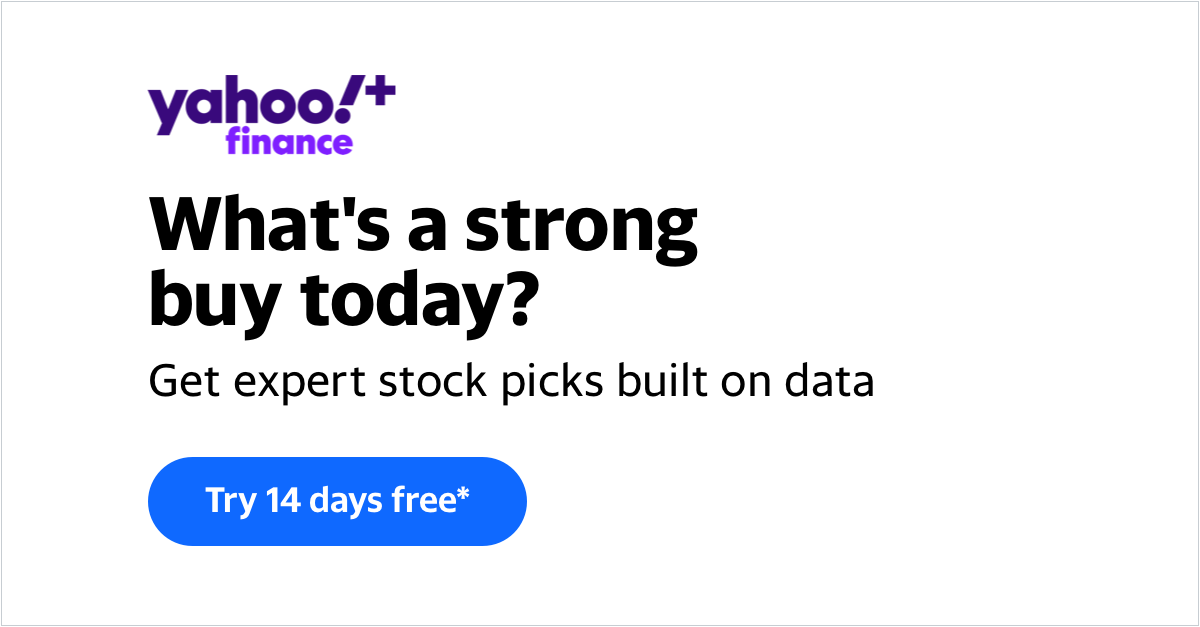 yahoo!+
finance
What's a strong
buy today?
Get expert stock picks built on data
Try 14 days free*